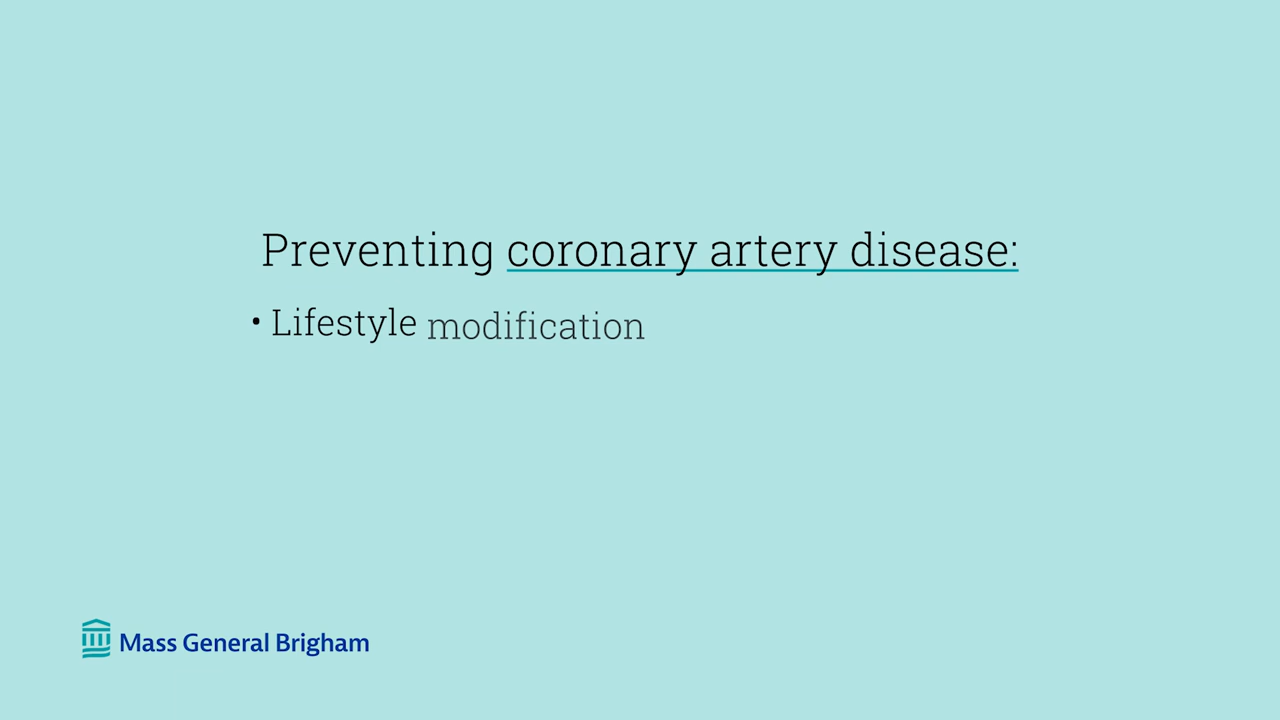 Preventing coronary artery disease:
• Lifestyle modification
Mass General Brigham